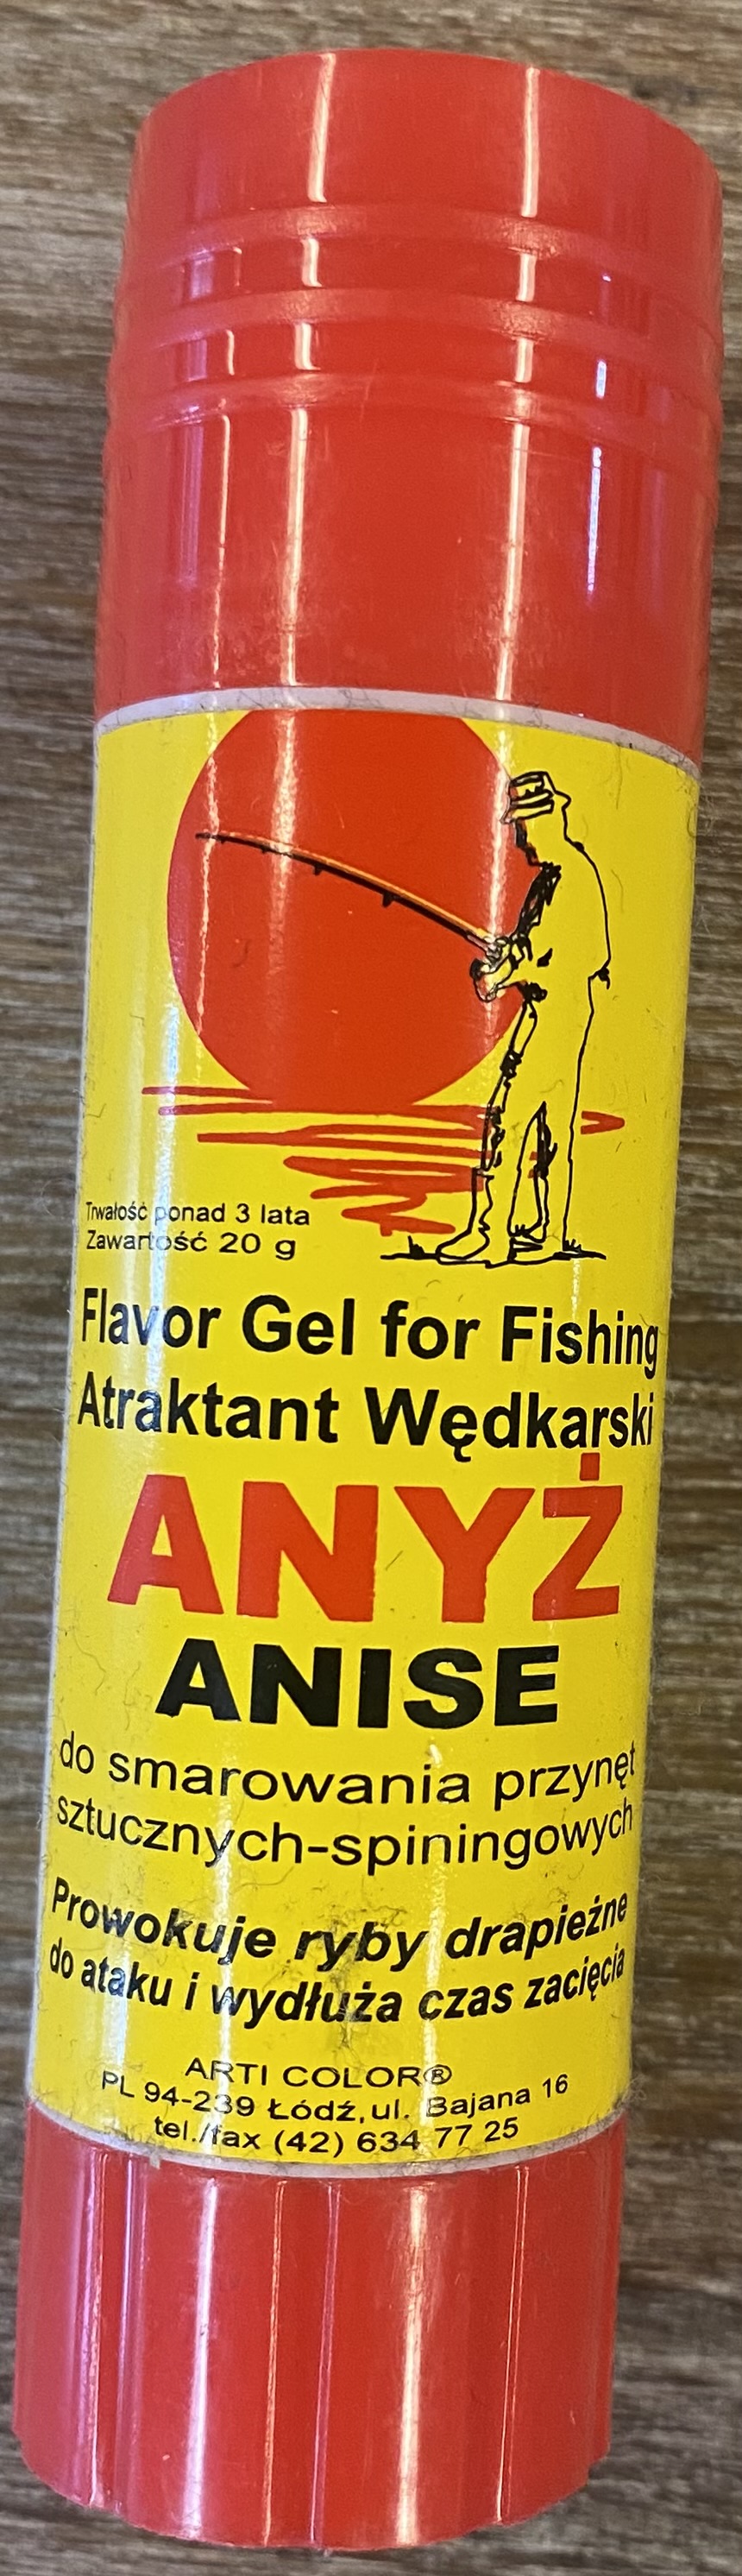 Trwałość ponad 3 lata
Zawartość 20 g
Flavor Gel for Fishing
Atraktant Wędkarski
ANYŻ
ANISE
do smarowania przynęt
sztucznych-spiningowych
Prowokuje ryby drapieżne
do ataku i wydłuża czas zacięcia
ARTI COLOR®
PL 94-239 Łódź,ul. Bajana 16
tel./fax (42) 634 77 25